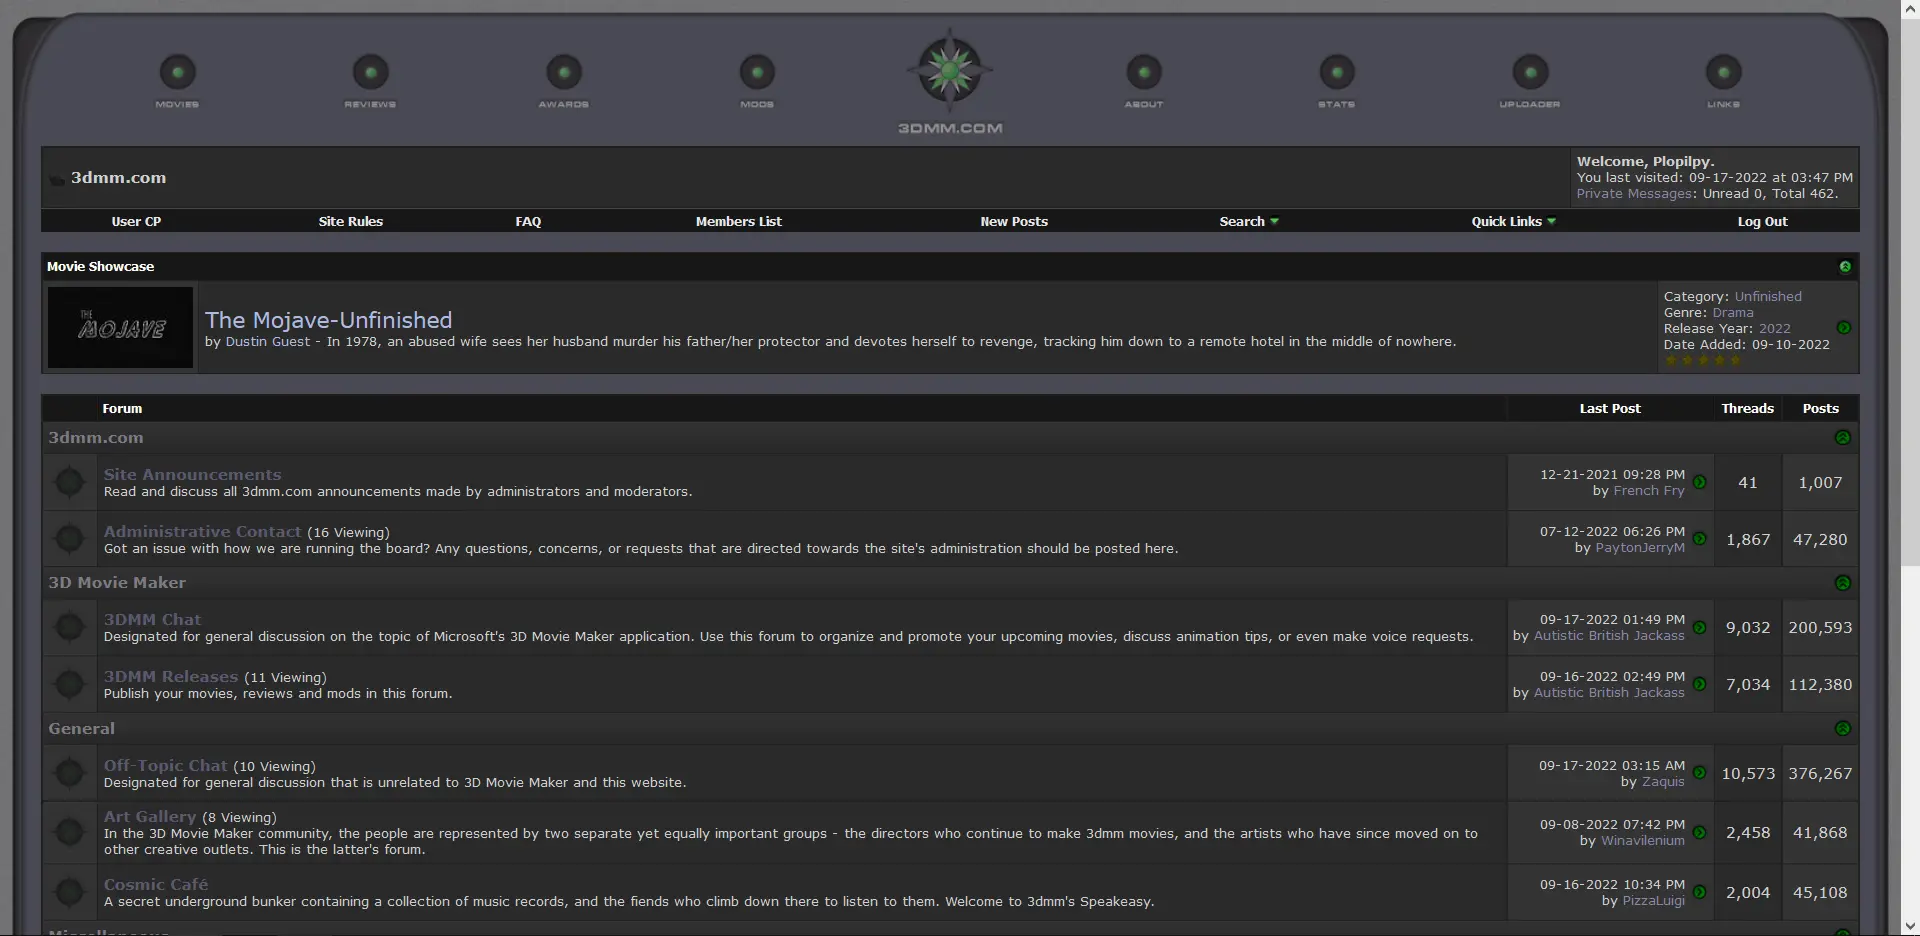 MOVIES REVIEWS AWARDS MODS ABOUT STATS UPLOADER LINKS
3DMM.COM
3dmm.com
Welcome, Plopilpy.
You last visited: 09-17-2022 at 03:47 PM
Private Messages: Unread 0, Total 462.
User CP Site Rules FAQ Members List New Posts Search Quick Links Log Out
Movie Showcase
THE
MOJAVE
The Mojave-Unfinished
by Dustin Guest - In 1978, an abused wife sees her husband murder his father/her protector and devotes herself to revenge, tracking him down to a remote hotel in the middle of nowhere.
Category: Unfinished
Genre: Drama
Release Year: 2022
Date Added: 09-10-2022
Forum Last Post Threads Posts
3dmm.com
Site Announcements
Read and discuss all 3dmm.com announcements made by administrators and moderators.
12-21-2021 09:28 PM
by French Fry
41 1,007
Administrative Contact (16 Viewing)
Got an issue with how we are running the board? Any questions, concerns, or requests that are directed towards the site's administration should be posted here.
07-12-2022 06:26 PM
by PaytonJerryM
1,867 47,280
3D Movie Maker
3DMM Chat
Designated for general discussion on the topic of Microsoft's 3D Movie Maker application. Use this forum to organize and promote your upcoming movies, discuss animation tips, or even make voice requests.
09-17-2022 01:49 PM
by Autistic British Jackass
9,032 200,593
3DMM Releases (11 Viewing)
Publish your movies, reviews and mods in this forum.
09-16-2022 02:49 PM
by Autistic British Jackass
7,034 112,380
General
Off-Topic Chat (10 Viewing)
Designated for general discussion that is unrelated to 3D Movie Maker and this website.
09-17-2022 03:15 AM
by Zaquis
10,573 376,267
Art Gallery (8 Viewing)
In the 3D Movie Maker community, the people are represented by two separate yet equally important groups - the directors who continue to make 3dmm movies, and the artists who have since moved on to
other creative outlets. This is the latter's forum.
09-08-2022 07:42 PM
by Winavilenium
2,458 41,868
Cosmic Café
A secret underground bunker containing a collection of music records, and the fiends who climb down there to listen to them. Welcome to 3dmm's Speakeasy.
09-16-2022 10:34 PM
by PizzaLuigi
2,004 45,108
Miscellaneous